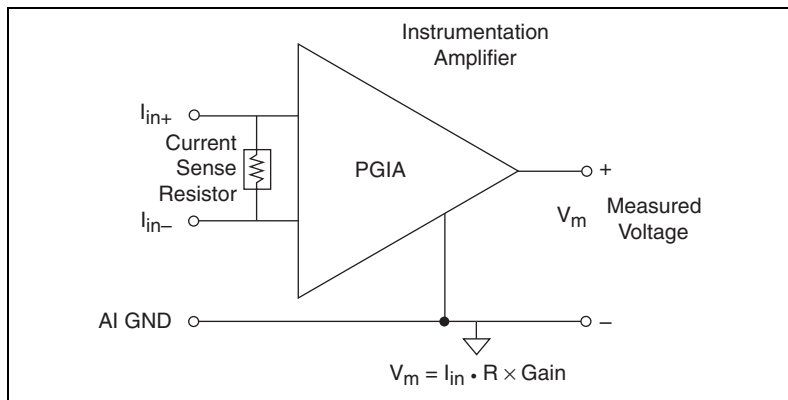 Instrumentation
Amplifier
Iin+
Current
Sense
Resistor
Iin–
PGIA
+
Vm
Measured
Voltage
AI GND
–
Vm = Iin • R × Gain